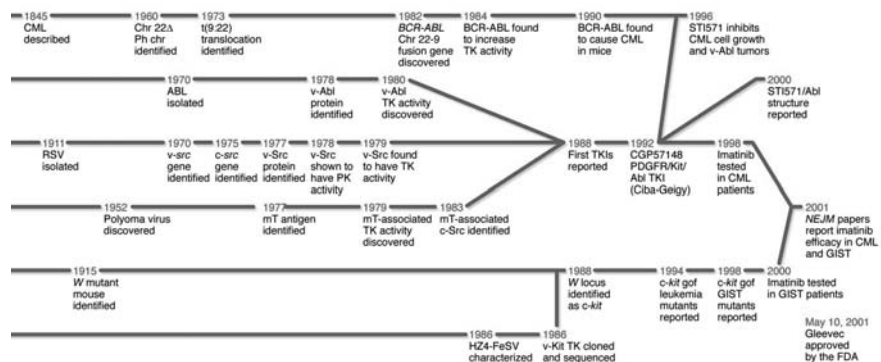 1845
CML
described
1960
Chr 22Δ
Ph chr
identified
1973
t(9:22)
translocation
identified
1982
BCR-ABL
Chr 22-9
fusion gene
discovered
1984
BCR-ABL found
to increase
TK activity
1990
BCR-ABL found
to cause CML
in mice
1996
STI571 inhibits
CML cell growth
and v-Abl tumors
1970
ABL
isolated
1978
v-Abl
protein
identified
1980
v-Abl
TK activity
discovered
2000
STI571/Abl
structure
reported
1911
RSV
isolated
1970
v-src
gene
identified
1975
c-src
gene
identified
1977
v-Src
protein
identified
1978
v-Src
shown to
have PK
activity
1979
v-Src found
to have TK
activity
1988
First TKIs
reported
1992
CGP57148
PDGFR/Kit/
Abl TKI
(Ciba-Geigy)
1998
Imatinib
tested
in CML
patients
1952
Polyoma virus
discovered
1977
mT antigen
identified
1979
mT-associated
TK activity
discovered
1983
mT-associated
c-Src identified
2001
NEJM papers
report imatinib
efficacy in CML
and GIST
1915
W mutant
mouse
identified
1988
W locus
identified
as c-kit
1994
c-kit gof
leukemia
mutants
reported
1998
c-kit gof
GIST
mutants
reported
2000
Imatinib tested
in GIST patients
1986
HZ4-FeSV
characterized
1986
v-Kit TK cloned
and sequenced
May 10, 2001
Gleevec
approved
by the FDA